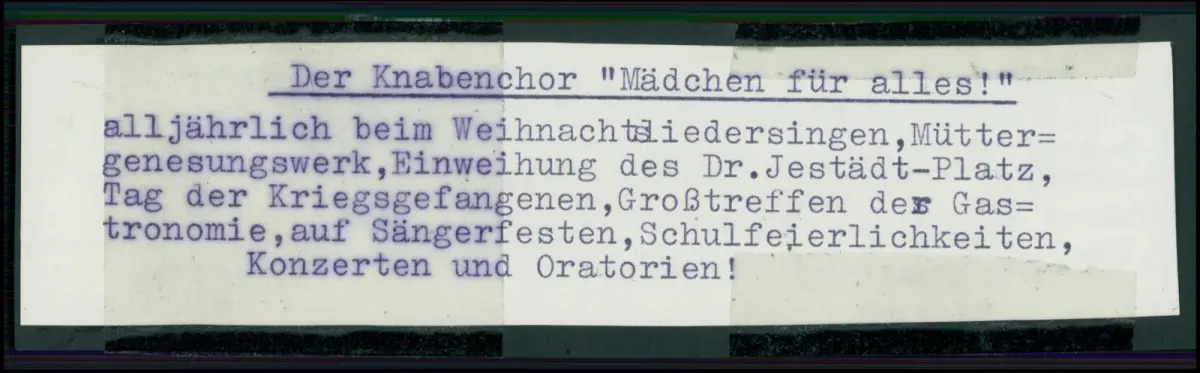 Der Knabenchor "Mädchen für alles!"
alljährlich beim Weihnachtsliedersingen,Mütter=
genesungswerk,Einweihung des Dr.Jestädt-Platz,
Tag der Kriegsgefangenen,Großtreffen der Gas=
tronomie,auf Sängerfesten,Schulfeierlichkeiten,
Konzerten und Oratorien!